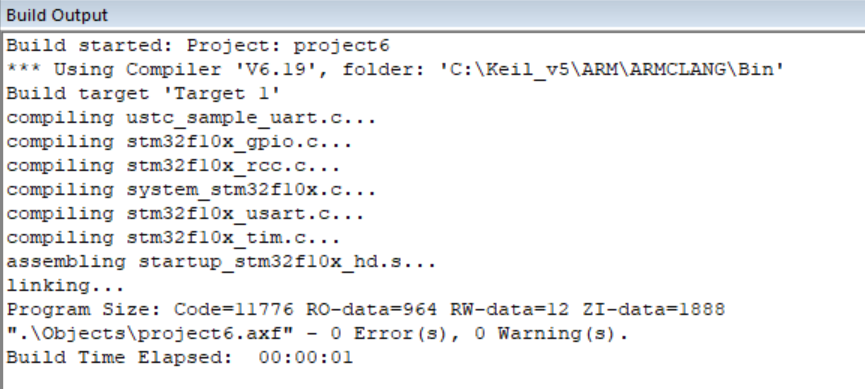 Build Output
Build started: Project: project6
*** Using Compiler 'V6.19', folder: 'C:\Keil_v5\ARM\ARMCLANG\Bin'
Build target 'Target 1'
compiling ustc_sample_uart.c...
compiling stm32f10x_gpio.c...
compiling stm32f10x_rcc.c...
compiling system_stm32f10x.c...
compiling stm32f10x_usart.c...
compiling stm32f10x_tim.c...
assembling startup_stm32f10x_hd.s...
linking...
Program Size: Code=11776 RO-data=964 RW-data=12 ZI-data=1888
".\Objects\project6.axf" - 0 Error(s), 0 Warning(s).
Build Time Elapsed:  00:00:01